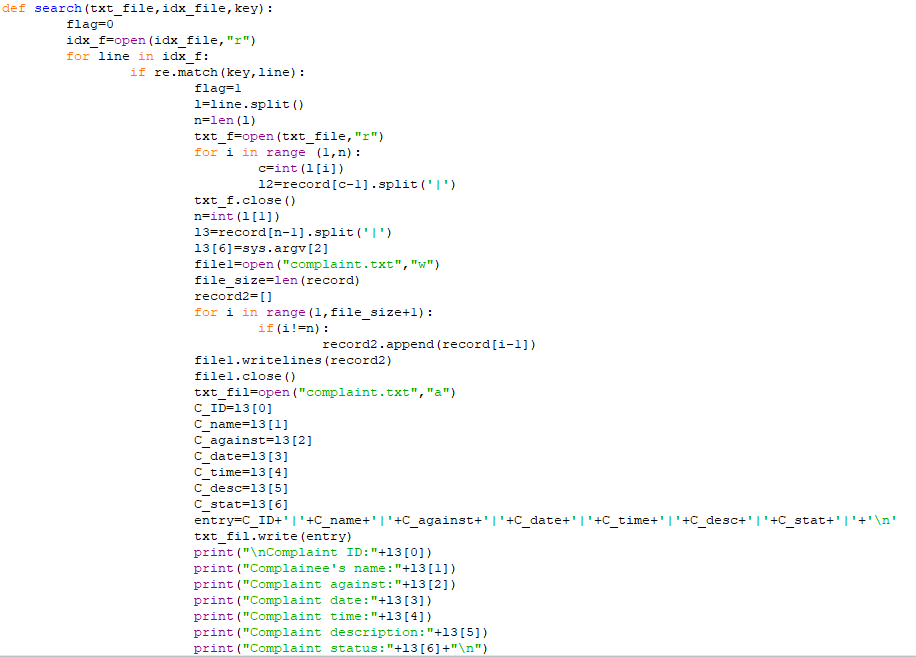 def search(txt_file,idx_file,key):
        flag=0
        idx_f=open(idx_file,"r")
        for line in idx_f:
                if re.match(key,line):
                        flag=1
                        l=line.split()
                        n=len(l)
                        txt_f=open(txt_file,"r")
                        for i in range (1,n):
                                c=int(l[i])
                                l2=record[c-1].split('|')
                        txt_f.close()
                        n=int(l[1])
                        l3=record[n-1].split('|')
                        l3[6]=sys.argv[2]
                        file1=open("complaint.txt","w")
                        file_size=len(record)
                        record2=[]
                        for i in range(1,file_size+1):
                                if(i!=n):
                                        record2.append(record[i-1])
                        file1.writelines(record2)
                        file1.close()
                        txt_fil=open("complaint.txt","a")
                        C_ID=l3[0]
                        C_name=l3[1]
                        C_against=l3[2]
                        C_date=l3[3]
                        C_time=l3[4]
                        C_desc=l3[5]
                        C_stat=l3[6]
                        entry=C_ID+'|'+C_name+'|'+C_against+'|'+C_date+'|'+C_time+'|'+C_desc+'|'+C_stat+'|'+'\n'
                        txt_fil.write(entry)
                        print("\nComplaint ID:"+l3[0])
                        print("Complainee's name:"+l3[1])
                        print("Complaint against:"+l3[2])
                        print("Complaint date:"+l3[3])
                        print("Complaint time:"+l3[4])
                        print("Complaint description:"+l3[5])
                        print("Complaint status:"+l3[6]+"\n")